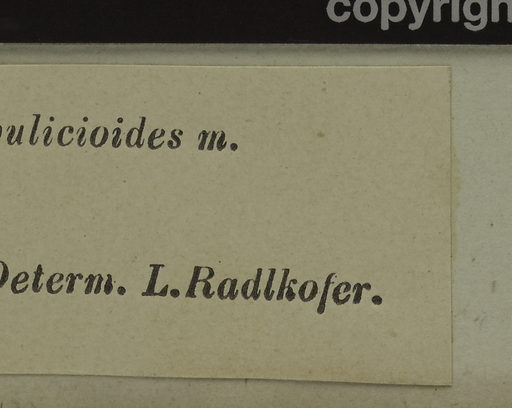 copyrigh
ulicioides m.
Determ. L. Radlkofer.